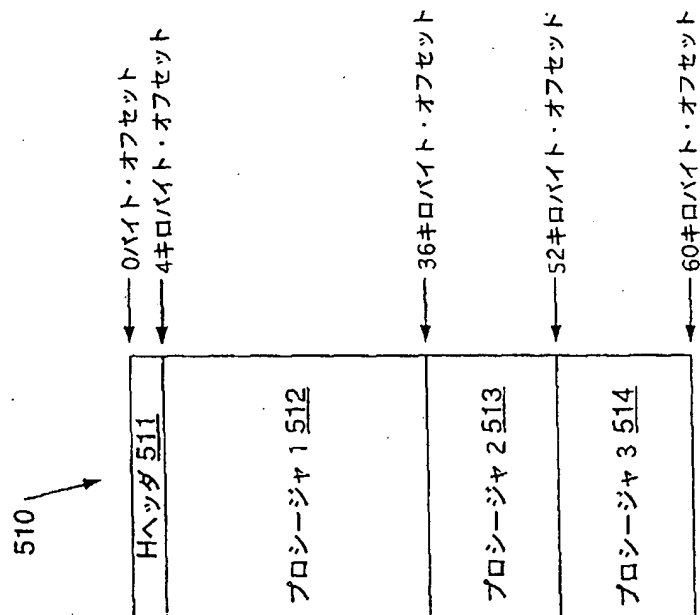 510
0バイト・オフセット
Hヘッダ 511
4キロバイト・オフセット
プロシージャ 1 512
36キロバイト・オフセット
プロシージャ 2 513
52キロバイト・オフセット
プロシージャ 3 514
60キロバイト・オフセット